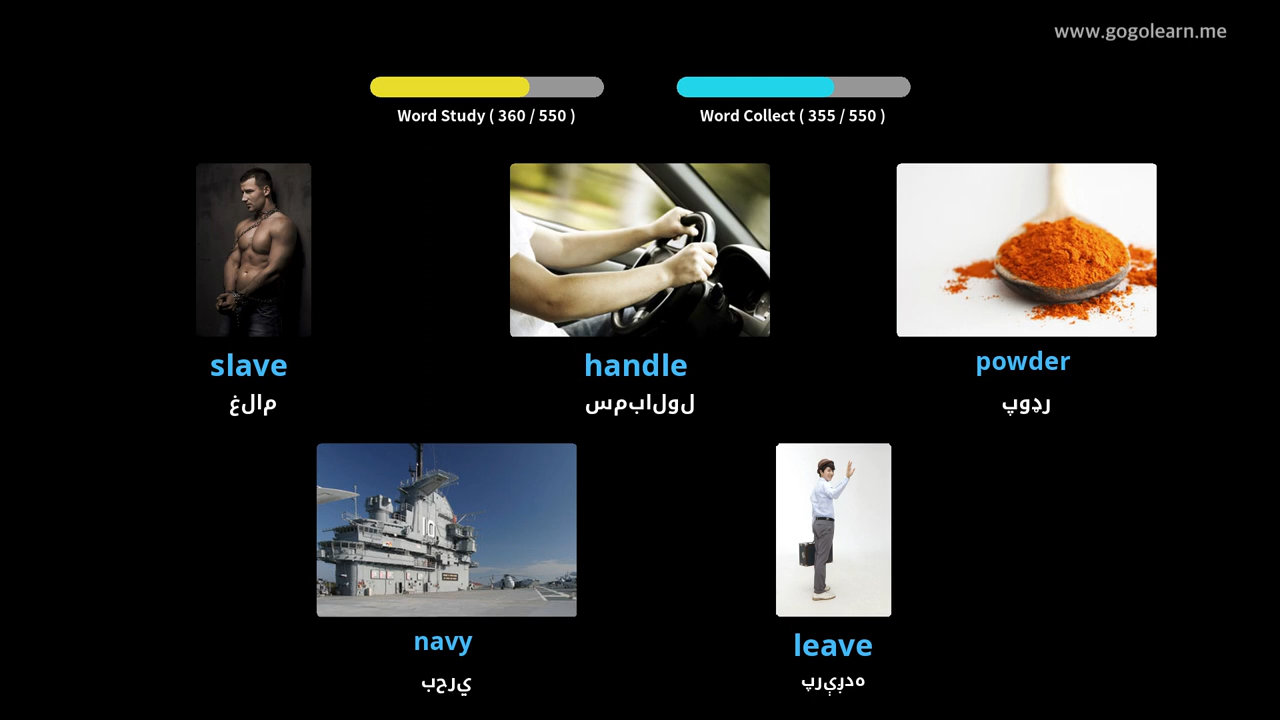 www.gogolearn.me
Word Study ( 360 / 550 )
Word Collect ( 355 / 550 )
slave
مالغ
handle
لولابمس
powder
رډوپ
navy
يرحب
leave
هدږېرپ